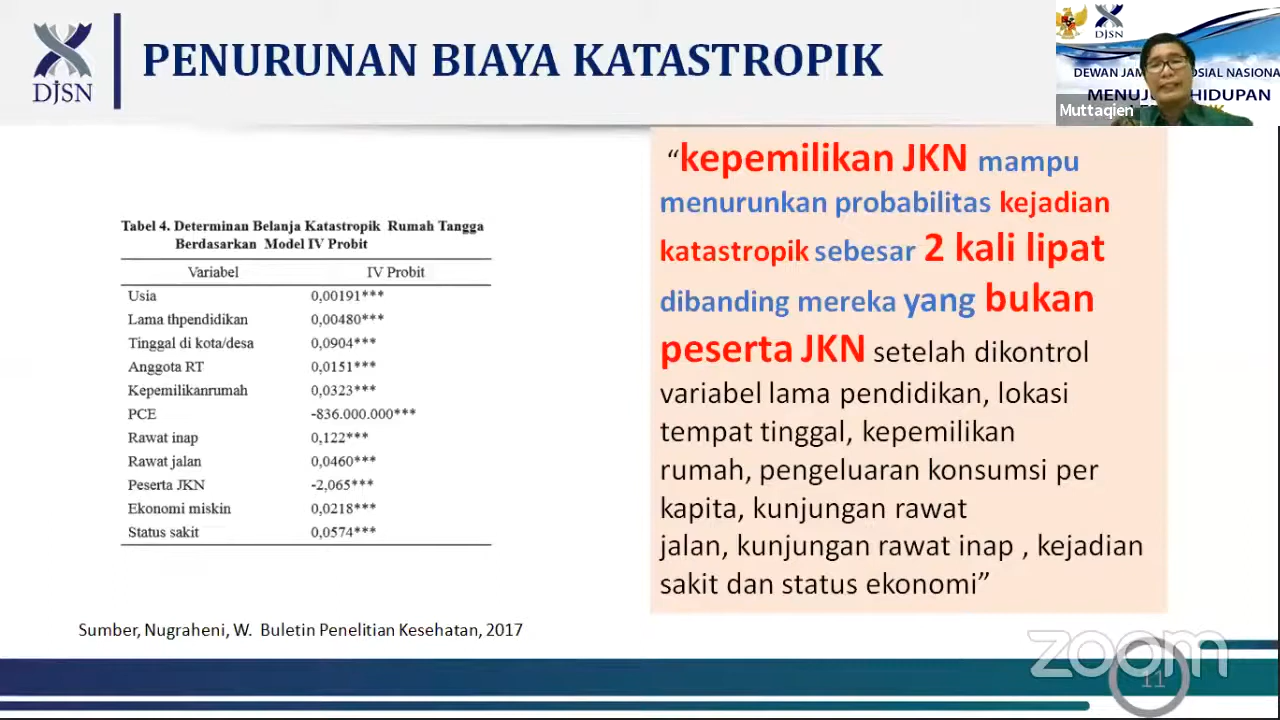 DJSN
PENURUNAN BIAYA KATASTROPIK
DJSN
DEWAN JAM
OSIAL NASIONA
MENUJU
HIDUPAN
Muttaqien
Tabel 4. Determinan Belanja Katastropik Rumah Tangga
Berdasarkan Model IV Probit
Variabel IV Probit
Usia 0,00191***
Lama thpendidikan 0,00480***
Tinggal di kota/desa 0,0904***
Anggota RT 0,0151***
Kepemilikanrumah 0,0323***
PCE -836.000.000***
Rawat inap 0,122***
Rawat jalan 0,0460***
Peserta JKN -2,065***
Ekonomi miskin 0,0218***
Status sakit 0,0574***
Sumber, Nugraheni, W. Buletin Penelitian Kesehatan, 2017
“kepemilikan JKN mampu
menurunkan probabilitas kejadian
katastropik sebesar 2 kali lipat
dibanding mereka yang bukan
peserta JKN setelah dikontrol
variabel lama pendidikan, lokasi
tempat tinggal, kepemilikan
rumah, pengeluaran konsumsi per
kapita, kunjungan rawat
jalan, kunjungan rawat inap , kejadian
sakit dan status ekonomi”
zoom
11